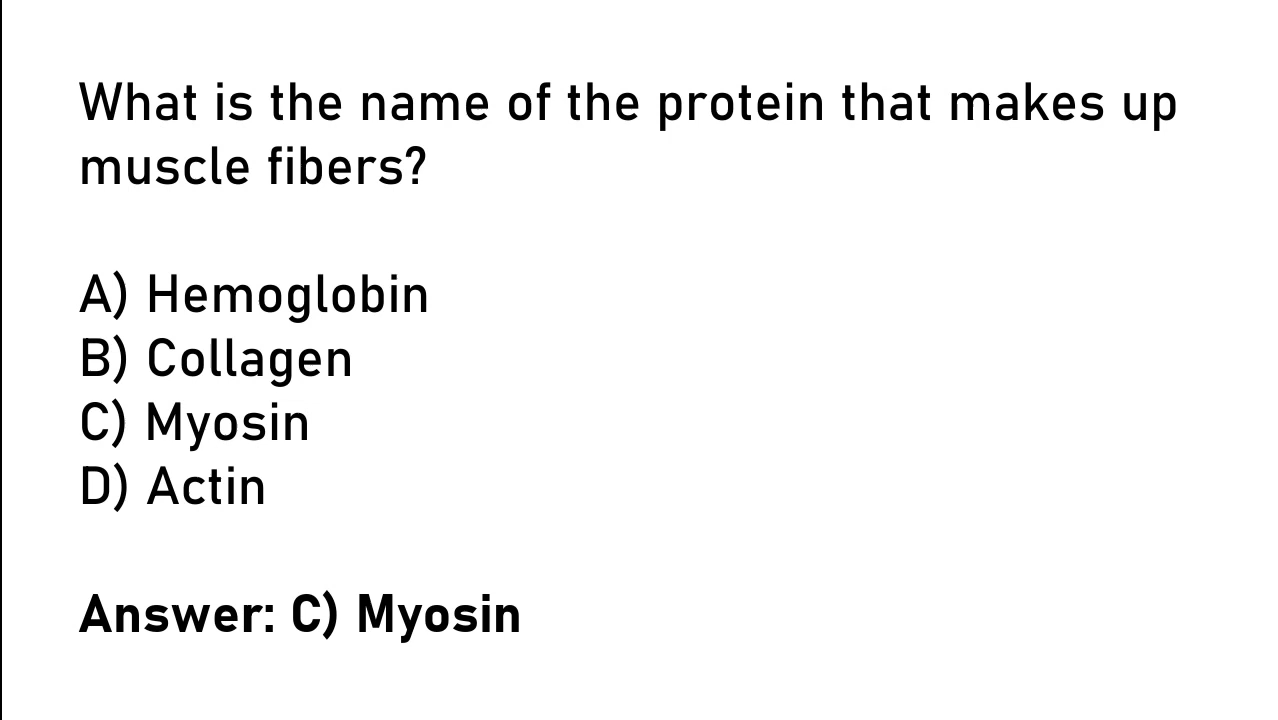 What is the name of the protein that makes up
muscle fibers?
A) Hemoglobin
B) Collagen
C) Myosin
D) Actin
Answer: C) Myosin